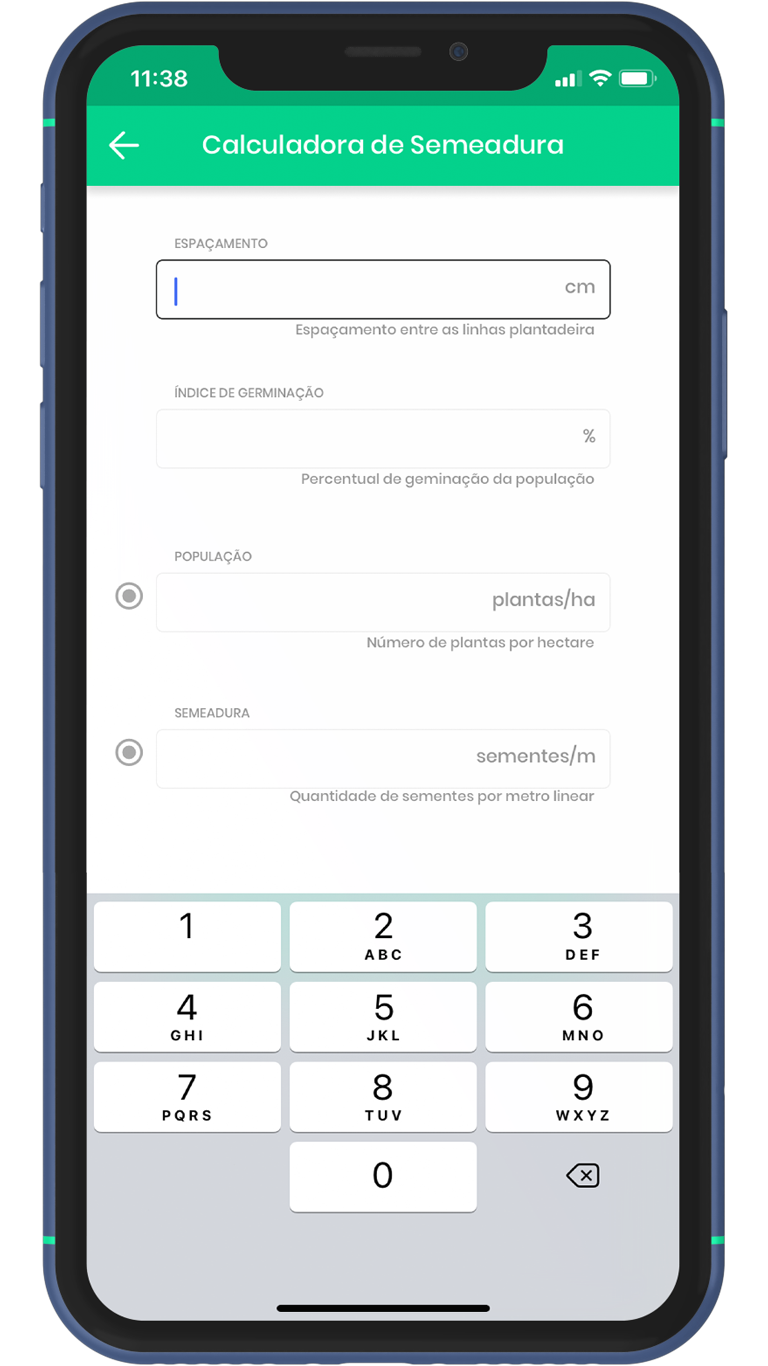 11:38
Calculadora de Semeadura
ESPAÇAMENTO
cm
Espaçamento entre as linhas plantadeira
ÍNDICE DE GERMINAÇÃO
%
Percentual de geminação da população
POPULAÇÃO
plantas/ha
Número de plantas por hectare
SEMEADURA
sementes/m
Quantidade de sementes por metro linear
1 2 3
ABC DEF
4 5 6
GHI JKL MNO
7 8 9
PQRS TUV WXYZ
0